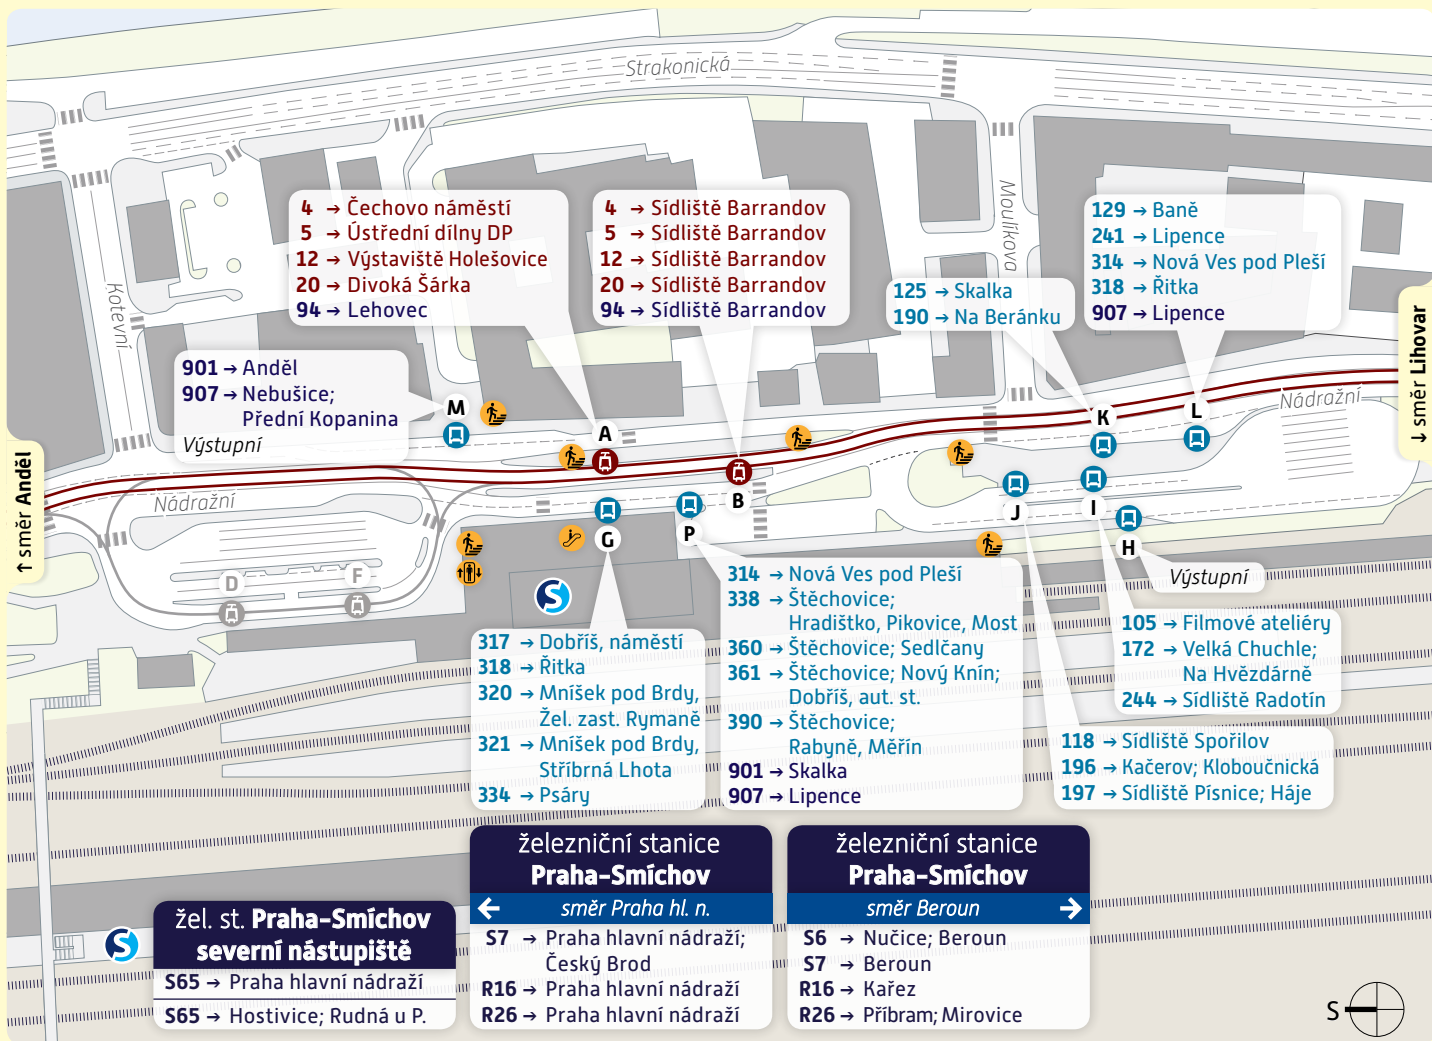 Strakonická
Kotevní
Moulíkova
4 → Čechovo náměstí
5 → Ústřední dílny DP
12 → Výstaviště Holešovice
20 → Divoká Šárka
94 → Lehovec
4 → Sídliště Barrandov
5 → Sídliště Barrandov
12 → Sídliště Barrandov
20 → Sídliště Barrandov
94 → Sídliště Barrandov
125 → Skalka
190 → Na Beránku
129 → Baně
241 → Lipence
314 → Nová Ves pod Pleší
318 → Řitka
907 → Lipence
901 → Anděl
907 → Nebušice;
Přední Kopanina
Výstupní
M
A
B
K
L
Nádražní
↓ směr Lihovar
↑ směr Anděl
Nádražní
D
F
G
P
J
I
H
Výstupní
317 → Dobříš, náměstí
318 → Řitka
320 → Mníšek pod Brdy,
Žel. zast. Rymaně
321 → Mníšek pod Brdy,
Stříbrná Lhota
334 → Psáry
314 → Nová Ves pod Pleší
338 → Štěchovice;
Hradištko, Pikovice, Most
360 → Štěchovice; Sedlčany
361 → Štěchovice; Nový Knín;
Dobříš, aut. st.
390 → Štěchovice;
Rabyně, Měřín
901 → Skalka
907 → Lipence
105 → Filmové ateliéry
172 → Velká Chuchle;
Na Hvězdárně
244 → Sídliště Radotín
118 → Sídliště Spořilov
196 → Kačerov; Kloboučnická
197 → Sídliště Písnice; Háje
žel. st. Praha-Smíchov
severní nástupiště
S65 → Praha hlavní nádraží
S65 → Hostivice; Rudná u P.
železniční stanice
Praha-Smíchov
← směr Praha hl. n.
S7 → Praha hlavní nádraží;
Český Brod
R16 → Praha hlavní nádraží
R26 → Praha hlavní nádraží
železniční stanice
Praha-Smíchov
směr Beroun →
S6 → Nučice; Beroun
S7 → Beroun
R16 → Kařez
R26 → Příbram; Mirovice
S